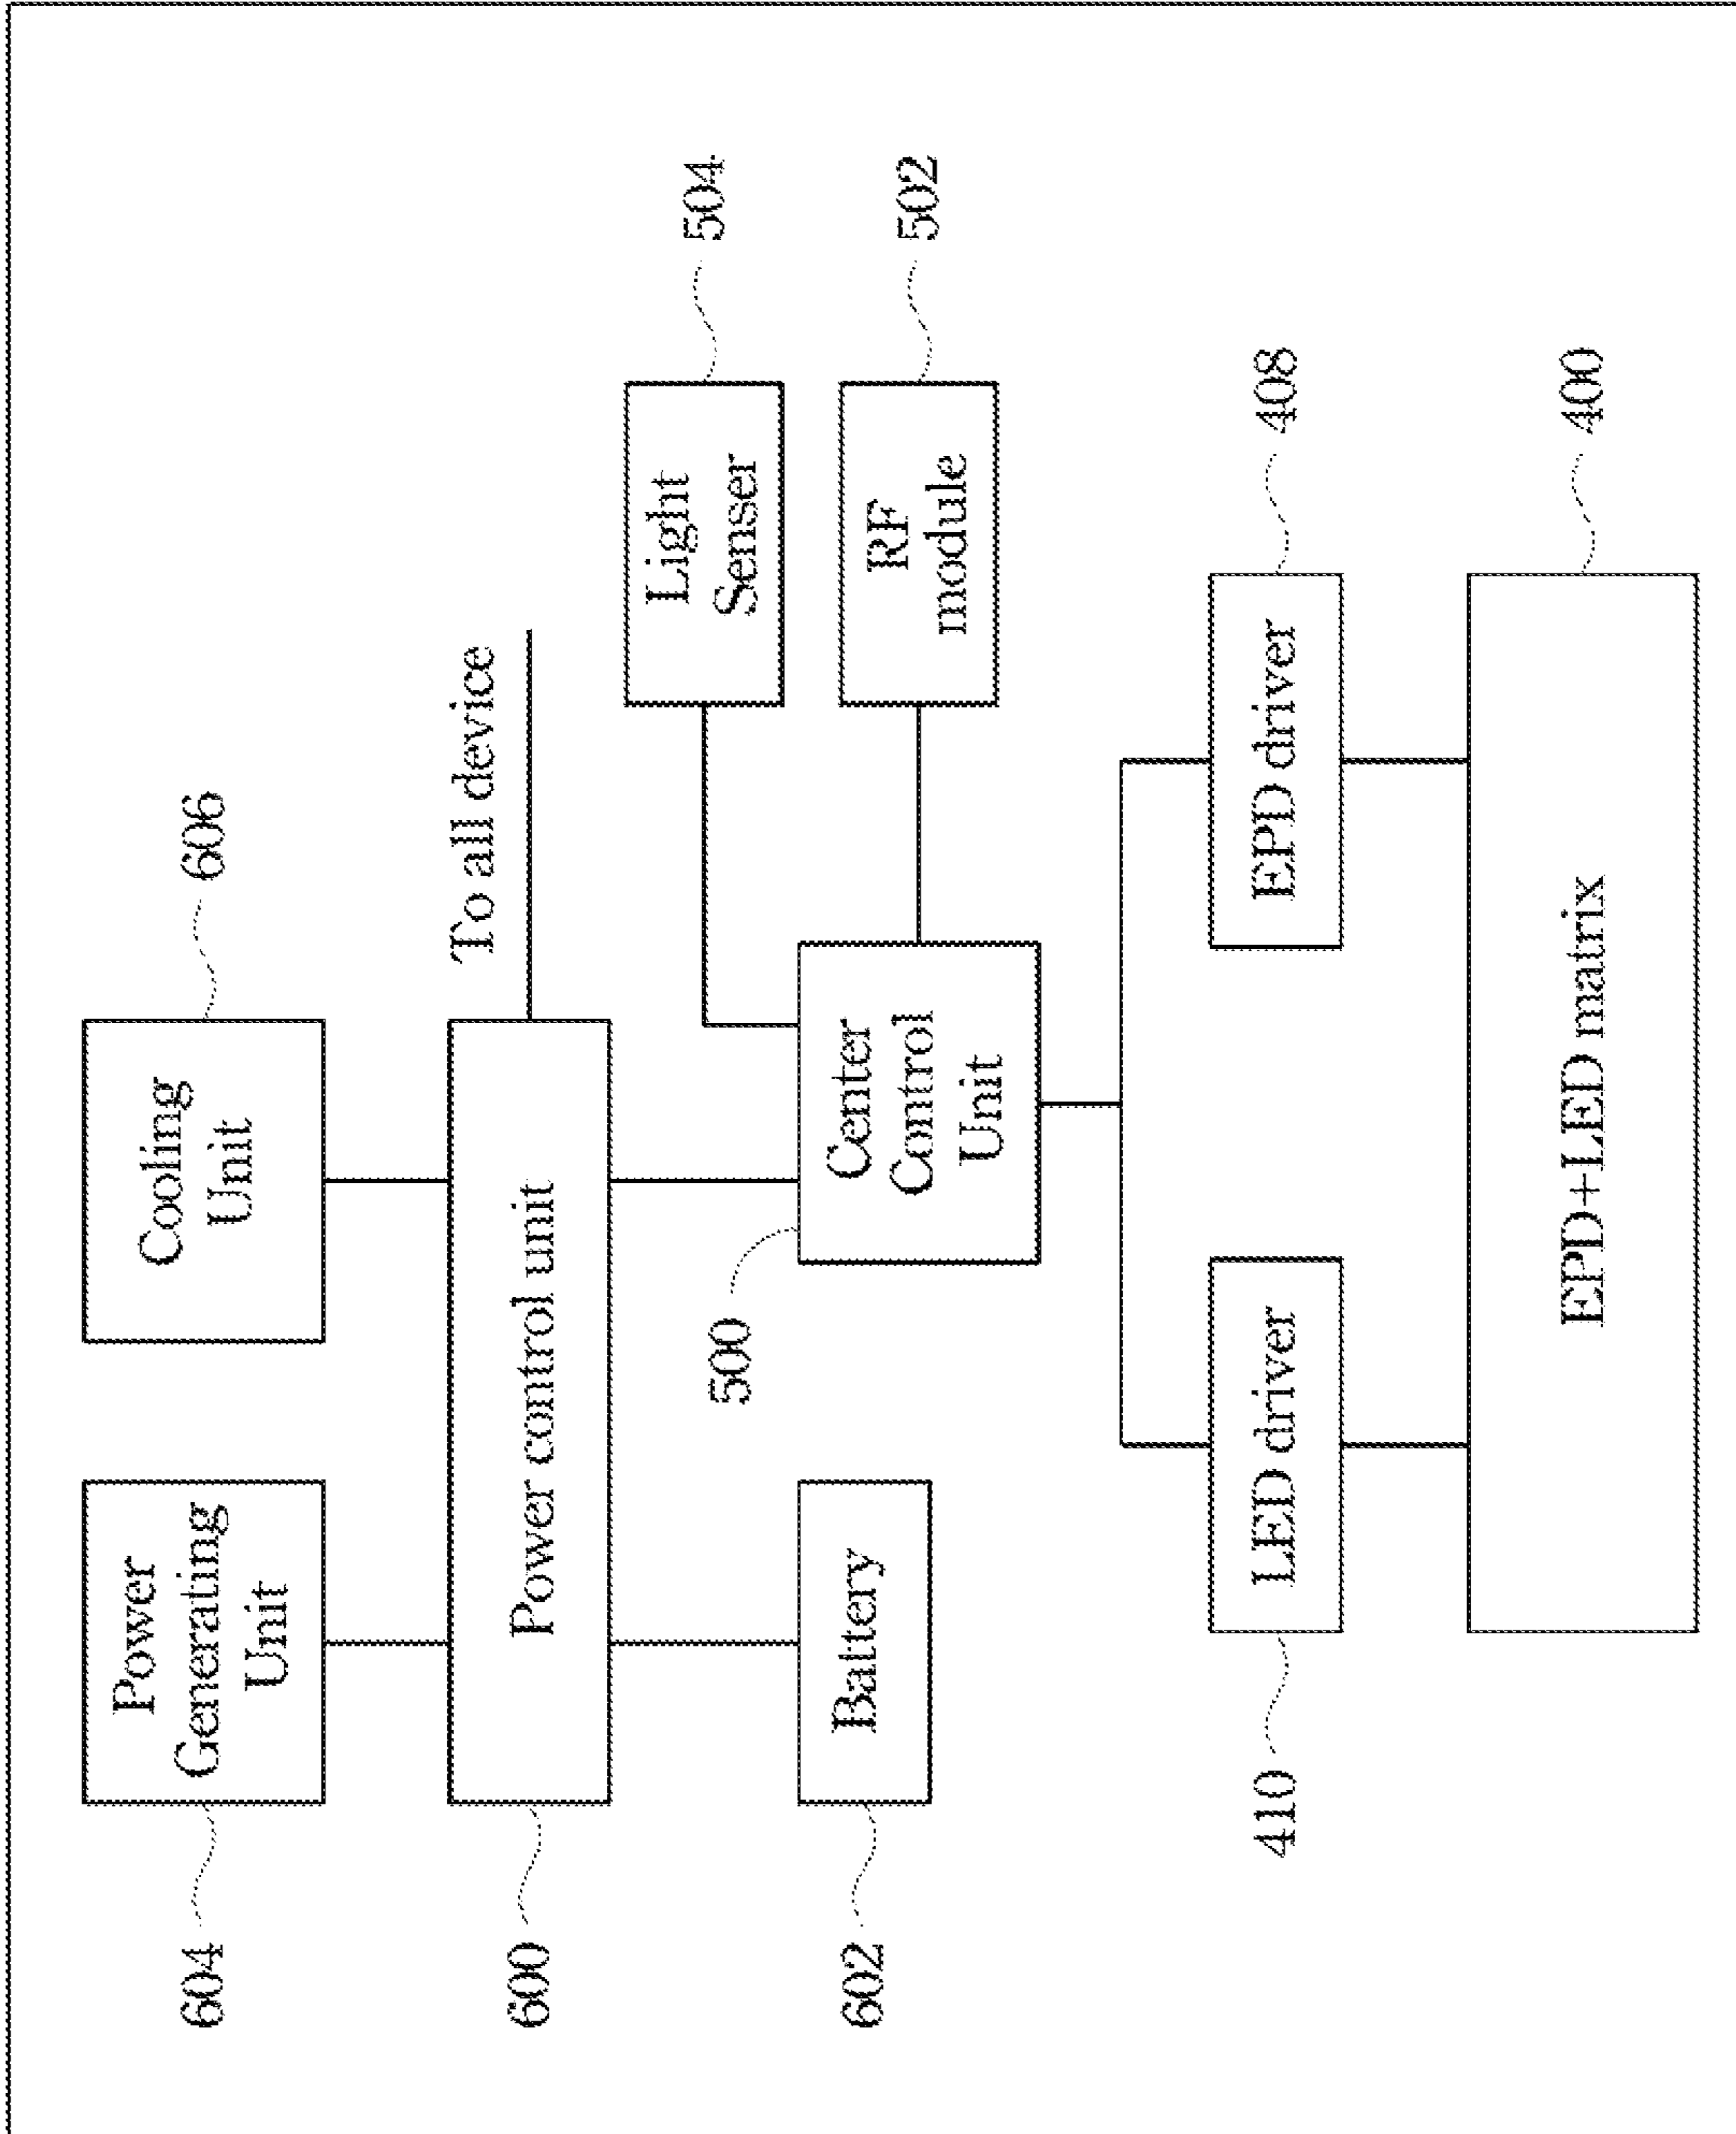 604
Power
Generating
Unit
Cooling
Unit
606
600
Power control unit
To all device
602
Battery
500
Center
Control
Unit
Light
Senser
504
RF
module
502
410
LED driver
EPD driver
408
EPD+LED matrix
400